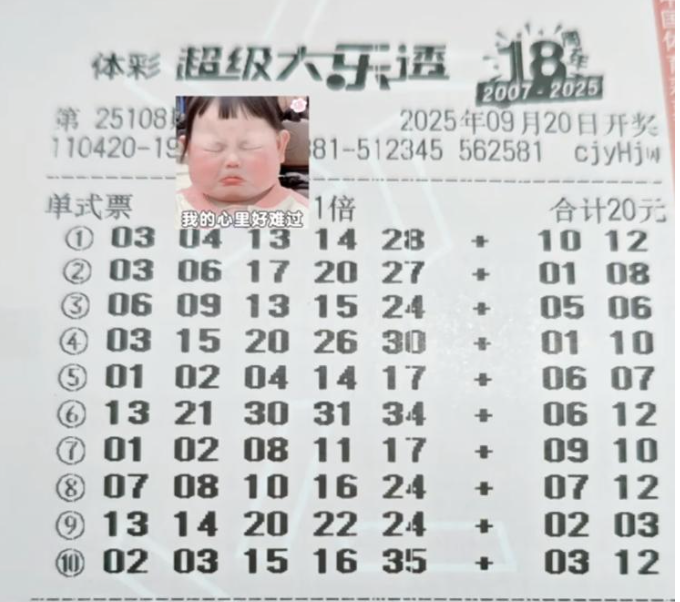 体彩 超级大乐透 18周年
2007-2025
第 25108 2025年09月20日开奖
110420-19 81-512345 562581 cjyHj
我的心里好难过
单式票 1倍 合计20元
① 03 04 13 14 28 + 10 12
② 03 06 17 20 27 + 01 08
③ 06 09 13 15 24 + 05 06
④ 03 15 20 26 30 + 01 10
⑤ 01 02 04 14 17 + 06 07
⑥ 13 21 30 31 34 + 06 12
⑦ 01 02 08 11 17 + 09 10
⑧ 07 08 10 16 24 + 07 12
⑨ 13 14 20 22 24 + 02 03
⑩ 02 03 15 16 35 + 03 12